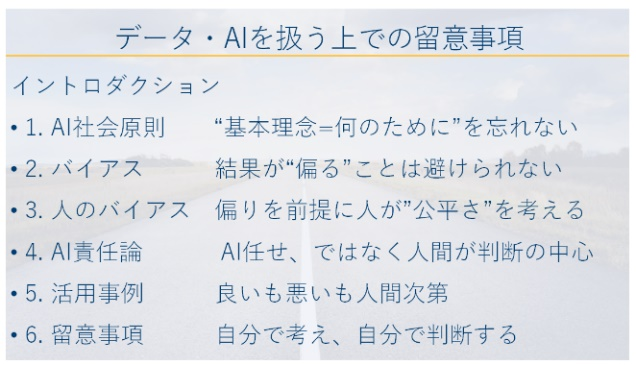 データ・AIを扱う上での留意事項
イントロダクション
• 1. AI社会原則 “基本理念=何のために”を忘れない
• 2. バイアス 結果が“偏る”ことは避けられない
• 3. 人のバイアス 偏りを前提に人が”公平さ”を考える
• 4. AI責任論 AI任せ、ではなく人間が判断の中心
• 5. 活用事例 良いも悪いも人間次第
• 6. 留意事項 自分で考え、自分で判断する